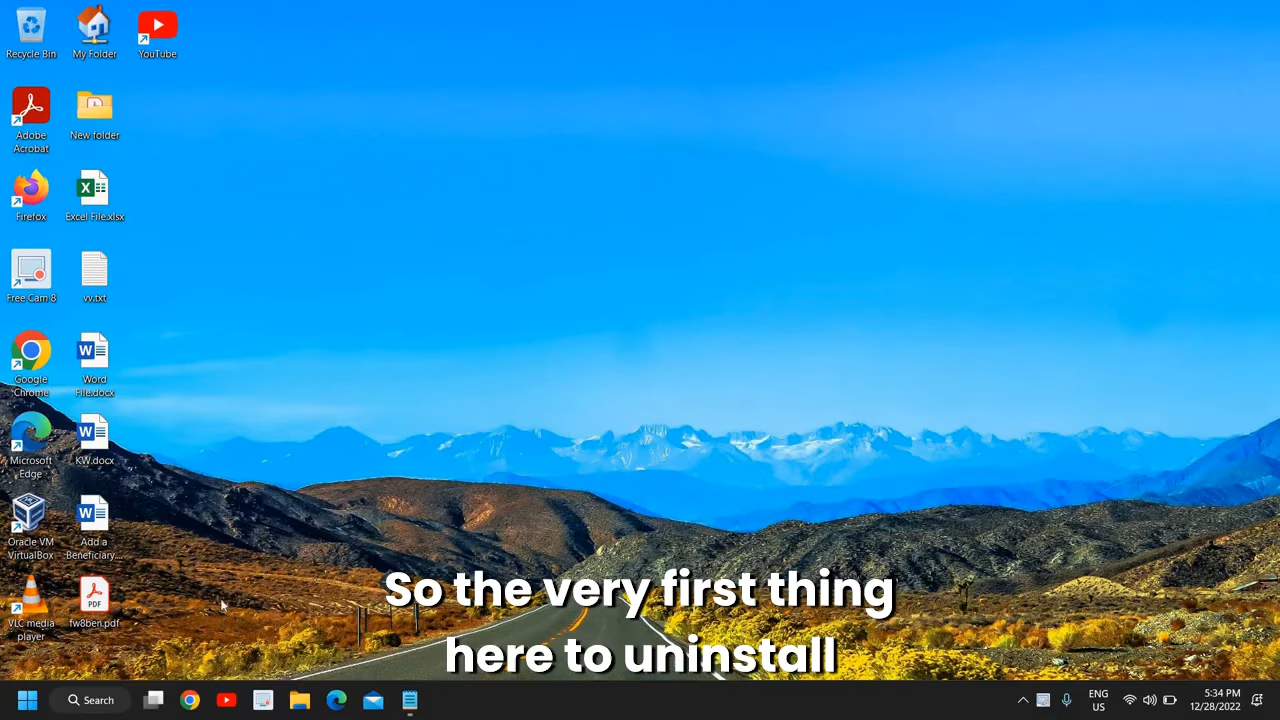 Recycle Bin
My Folder
YouTube
Adobe
Acrobat
New folder
Firefox
Excel File.xlsx
Free Cam 8
vv.txt
Google
Chrome
Word
File.docx
Microsoft
Edge
KW.docx
Oracle VM
VirtualBox
Add a
Beneficiary...
VLC media
player
PDF
fw8ben.pdf
So the very first thing
here to uninstall
Search
ENG
US
5:34 PM
12/28/2022